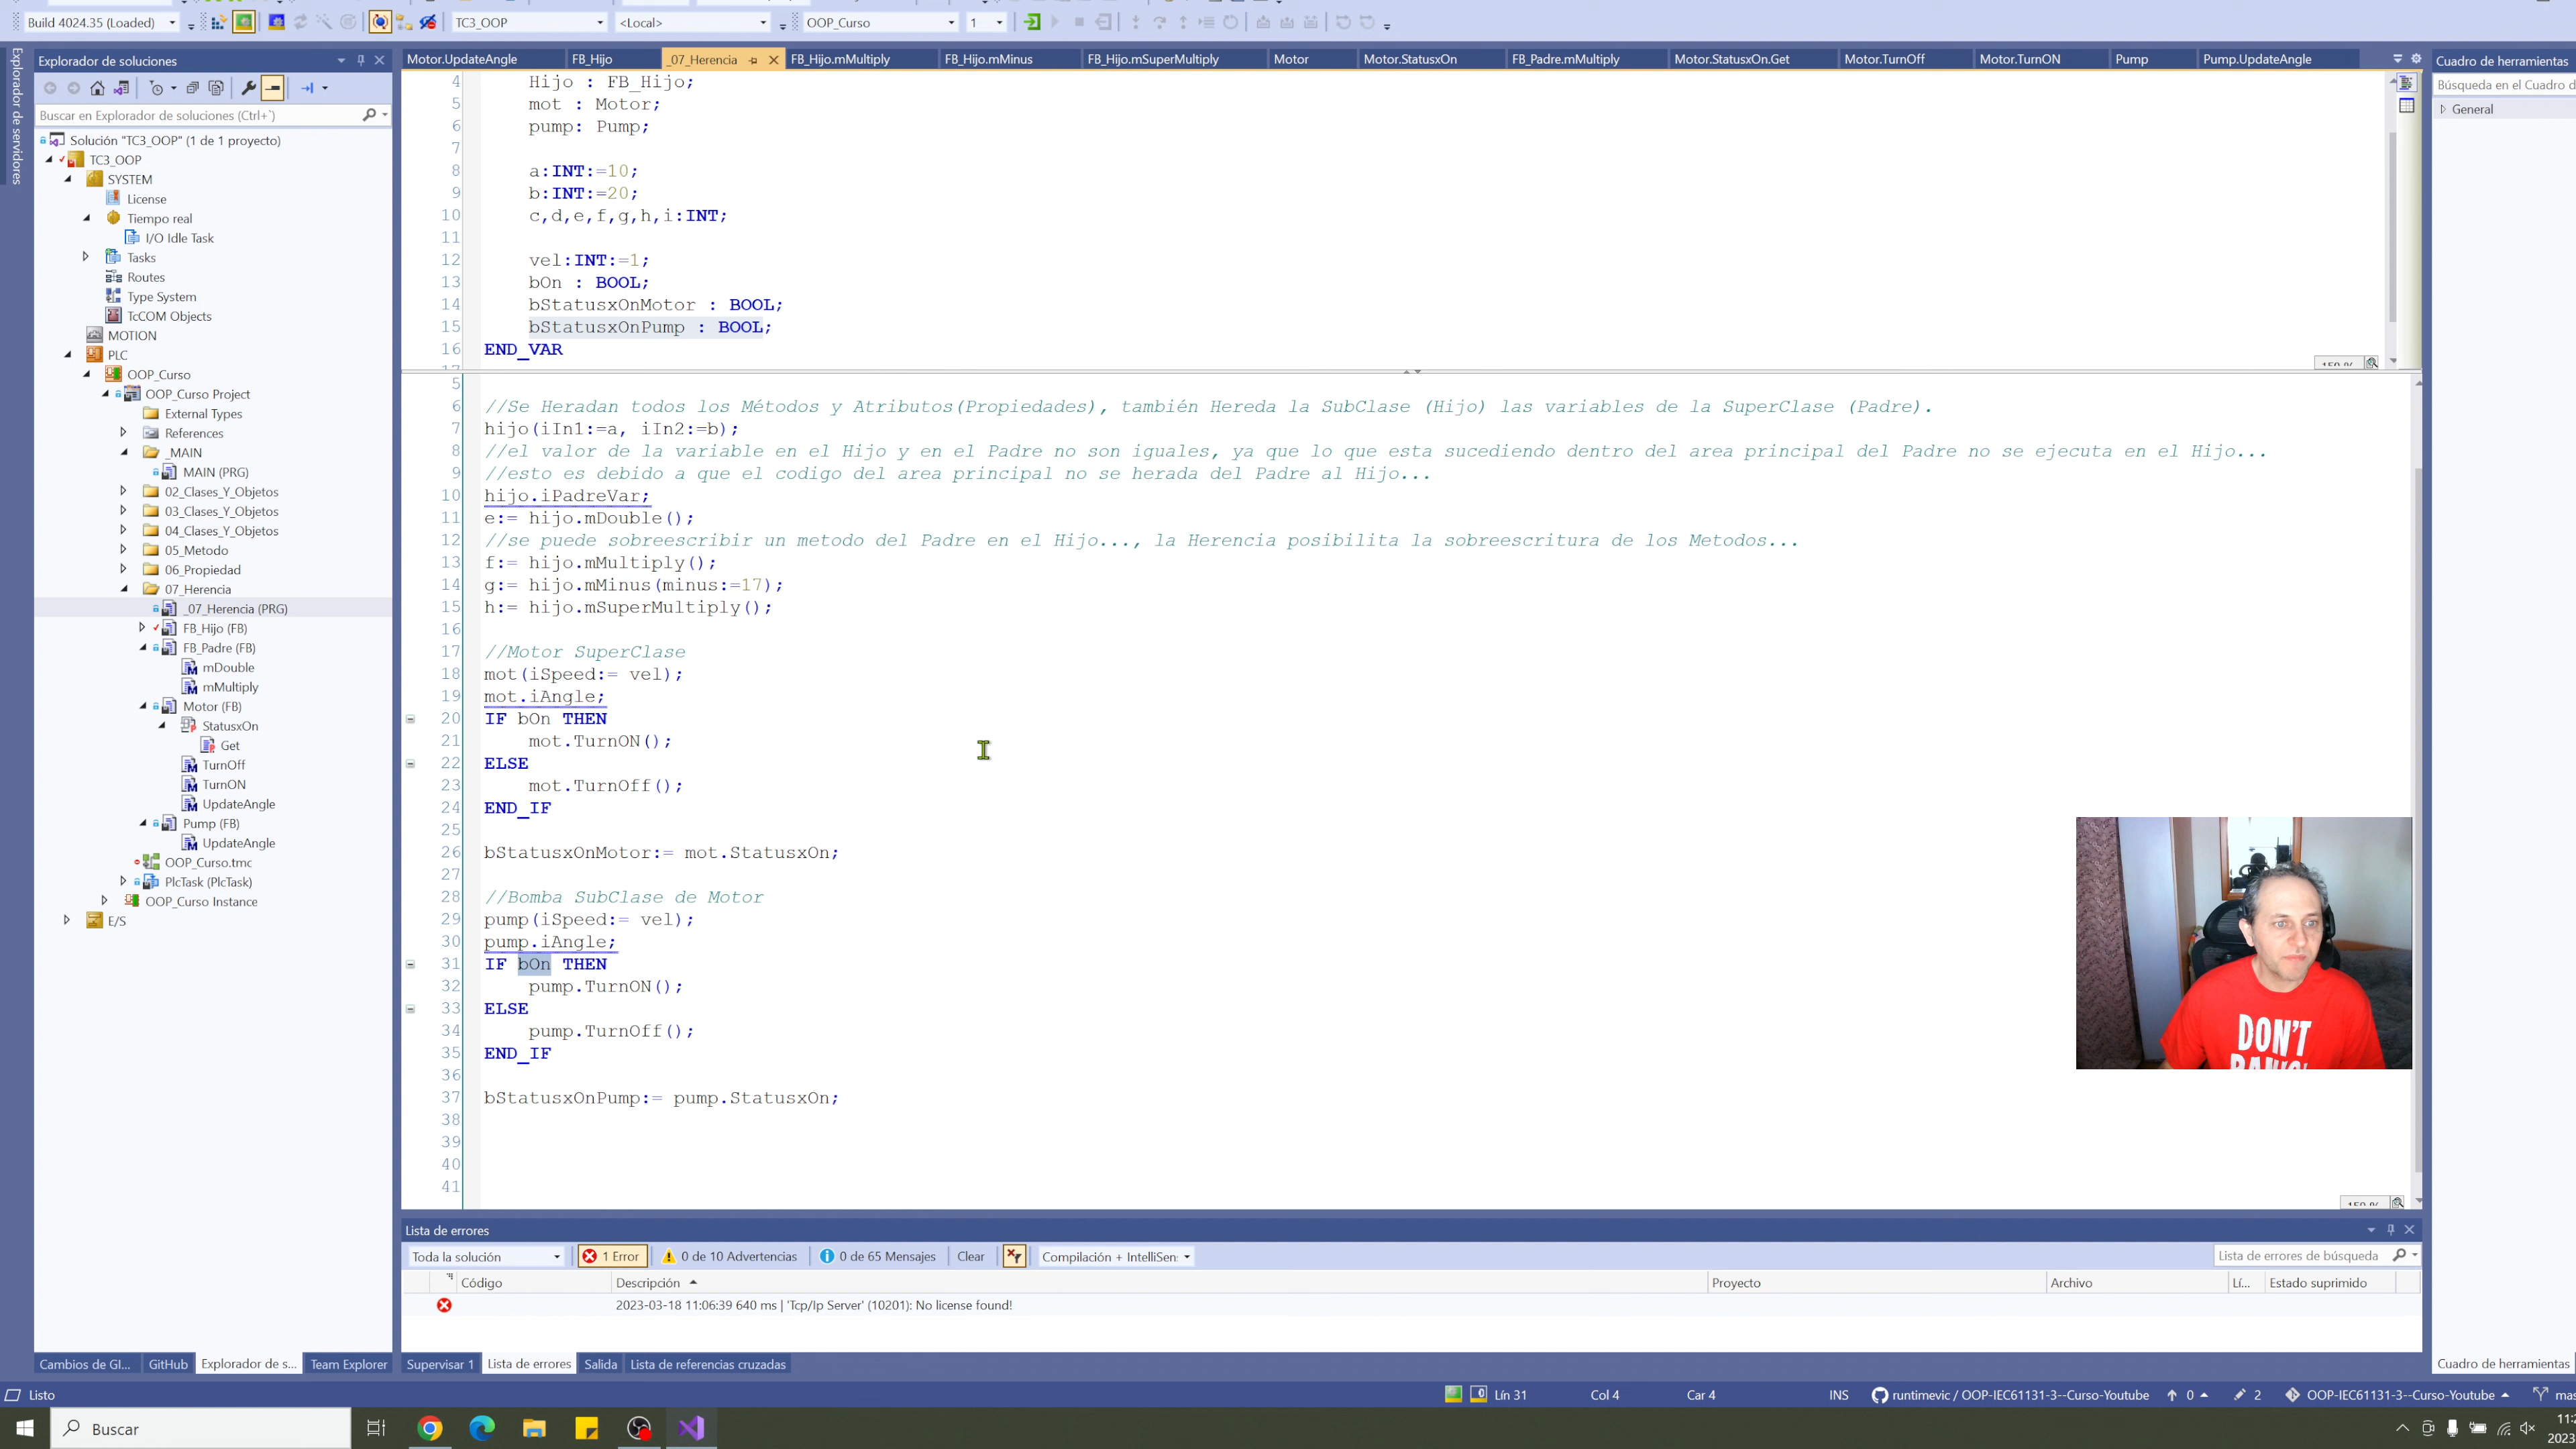 Build 4024.35 (Loaded)
TC3_OOP
<Local>
OOP_Curso
1
Explorador de servidores
Explorador de soluciones
Buscar en Explorador de soluciones (Ctrl+`)
Solución "TC3_OOP" (1 de 1 proyecto)
TC3_OOP
SYSTEM
License
Tiempo real
I/O Idle Task
Tasks
Routes
Type System
TcCOM Objects
MOTION
PLC
OOP_Curso
OOP_Curso Project
External Types
References
_MAIN
MAIN (PRG)
02_Clases_Y_Objetos
03_Clases_Y_Objetos
04_Clases_Y_Objetos
05_Metodo
06_Propiedad
07_Herencia
_07_Herencia (PRG)
FB_Hijo (FB)
FB_Padre (FB)
mDouble
mMultiply
Motor (FB)
StatusxOn
Get
TurnOff
TurnON
UpdateAngle
Pump (FB)
UpdateAngle
OOP_Curso.tmc
PlcTask (PlcTask)
OOP_Curso Instance
E/S
Motor.UpdateAngle
FB_Hijo
_07_Herencia
FB_Hijo.mMultiply
FB_Hijo.mMinus
FB_Hijo.mSuperMultiply
Motor
Motor.StatusxOn
FB_Padre.mMultiply
Motor.StatusxOn.Get
Motor.TurnOff
Motor.TurnON
Pump
Pump.UpdateAngle
4 Hijo : FB_Hijo;
5 mot : Motor;
6 pump: Pump;
7
8 a:INT:=10;
9 b:INT:=20;
10 c,d,e,f,g,h,i:INT;
11
12 vel:INT:=1;
13 bOn : BOOL;
14 bStatusxOnMotor : BOOL;
15 bStatusxOnPump : BOOL;
16 END_VAR
5
6 //Se Heradan todos los Métodos y Atributos(Propiedades), también Hereda la SubClase (Hijo) las variables de la SuperClase (Padre).
7 hijo(iIn1:=a, iIn2:=b);
8 //el valor de la variable en el Hijo y en el Padre no son iguales, ya que lo que esta sucediendo dentro del area principal del Padre no se ejecuta en el Hijo...
9 //esto es debido a que el codigo del area principal no se herada del Padre al Hijo...
10 hijo.iPadreVar;
11 e:= hijo.mDouble();
12 //se puede sobreescribir un metodo del Padre en el Hijo..., la Herencia posibilita la sobreescritura de los Metodos...
13 f:= hijo.mMultiply();
14 g:= hijo.mMinus(minus:=17);
15 h:= hijo.mSuperMultiply();
16
17 //Motor SuperClase
18 mot(iSpeed:= vel);
19 mot.iAngle;
20 IF bOn THEN
21 mot.TurnON();
22 ELSE
23 mot.TurnOff();
24 END_IF
25
26 bStatusxOnMotor:= mot.StatusxOn;
27
28 //Bomba SubClase de Motor
29 pump(iSpeed:= vel);
30 pump.iAngle;
31 IF bOn THEN
32 pump.TurnON();
33 ELSE
34 pump.TurnOff();
35 END_IF
36
37 bStatusxOnPump:= pump.StatusxOn;
38
39
40
41
DON'T
Cuadro de herramientas
Búsqueda en el Cuadro d
General
Cuadro de herramientas
Lista de errores
Toda la solución
1 Error
0 de 10 Advertencias
0 de 65 Mensajes
Clear
Compilación + IntelliSen
Lista de errores de búsqueda
Código
Descripción
Proyecto
Archivo
Lí...
Estado suprimido
2023-03-18 11:06:39 640 ms | 'Tcp/Ip Server' (10201): No license found!
Cambios de GI...
GitHub
Explorador de s...
Team Explorer
Supervisar 1
Lista de errores
Salida
Lista de referencias cruzadas
Listo
Lín 31
Col 4
Car 4
INS
runtimevic / OOP-IEC61131-3--Curso-Youtube
0
2
OOP-IEC61131-3--Curso-Youtube
mas
Buscar
11:2
2023